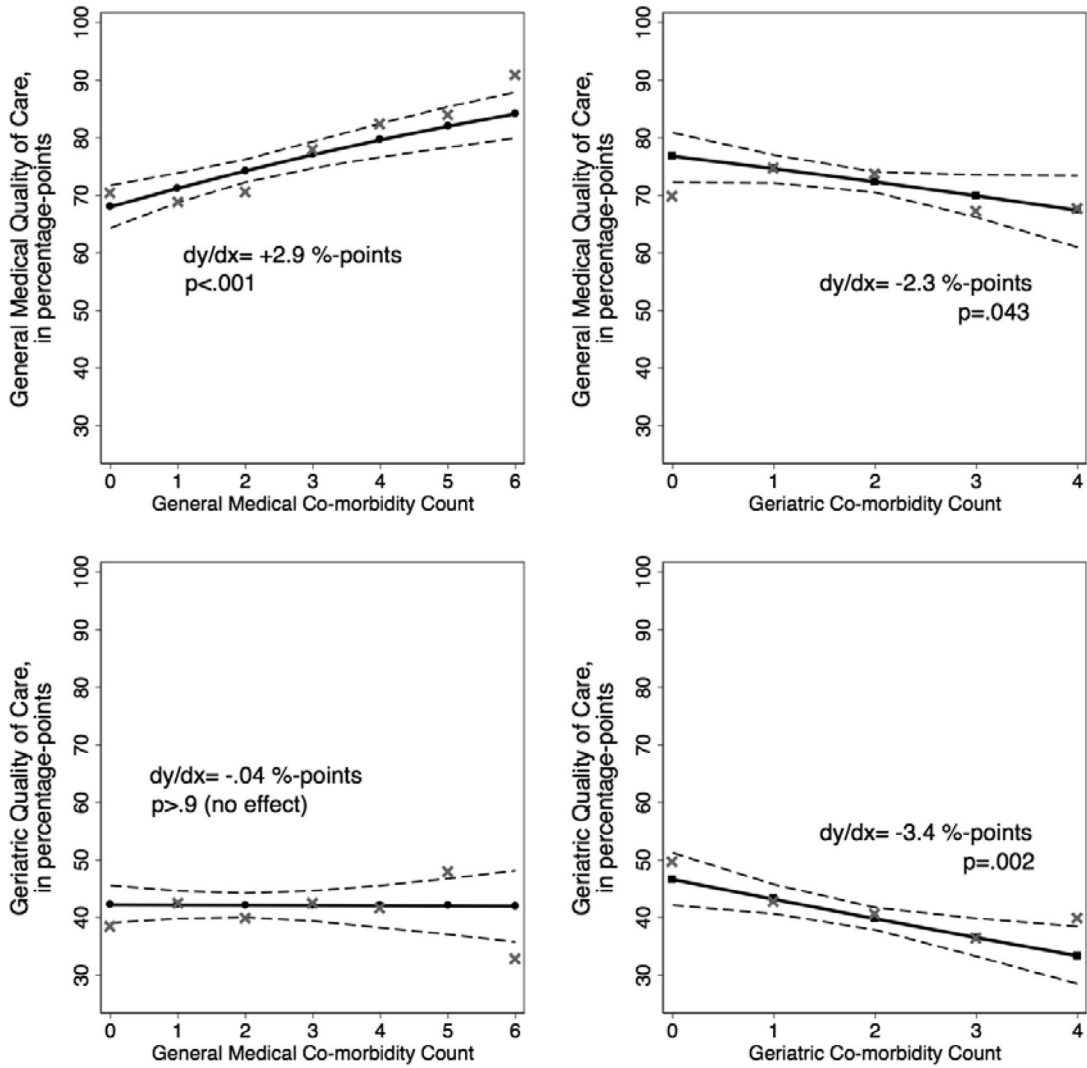 General Medical Quality of Care,
in percentage-points
100
90
80
70
60
50
40
30
dy/dx= +2.9 %-points
p<.001
0 1 2 3 4 5 6
General Medical Co-morbidity Count
General Medical Quality of Care,
in percentage-points
100
90
80
70
60
50
40
30
dy/dx= -2.3 %-points
p=.043
0 1 2 3 4
Geriatric Co-morbidity Count
Geriatric Quality of Care,
in percentage-points
100
90
80
70
60
50
40
30
dy/dx= -.04 %-points
p>.9 (no effect)
0 1 2 3 4 5 6
General Medical Co-morbidity Count
Geriatric Quality of Care,
in percentage-points
100
90
80
70
60
50
40
30
dy/dx= -3.4 %-points
p=.002
0 1 2 3 4
Geriatric Co-morbidity Count